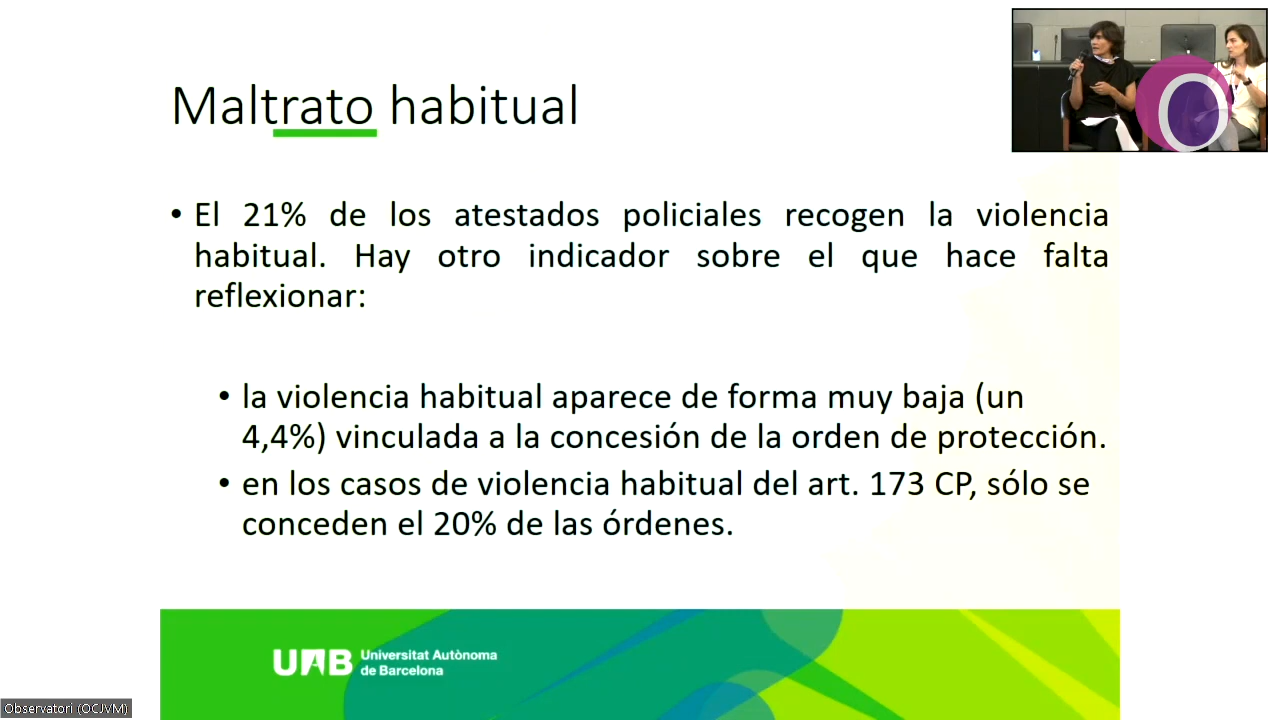 Maltrato habitual
• El 21% de los atestados policiales recogen la violencia
habitual. Hay otro indicador sobre el que hace falta
reflexionar:
• la violencia habitual aparece de forma muy baja (un
4,4%) vinculada a la concesión de la orden de protección.
• en los casos de violencia habitual del art. 173 CP, sólo se
conceden el 20% de las órdenes.
UAB Universitat Autònoma
de Barcelona
Observatori (OCJVM)